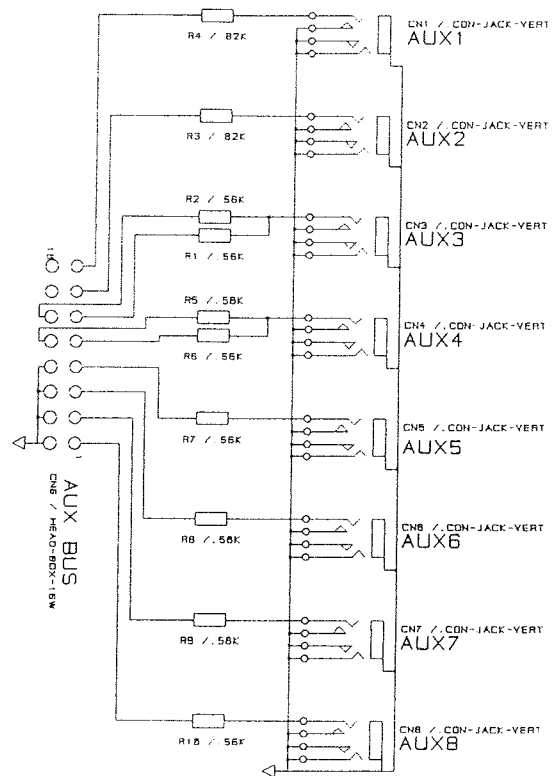 CN1 /.CON-JACK-VERT
AUX1
R4 / 82K
CN2 /.CON-JACK-VERT
AUX2
R3 / 82K
R2 /.56K
CN3 /.CON-JACK-VERT
AUX3
R1 /.56K
R5 /.56K
CN4 /.CON-JACK-VERT
AUX4
R6 /.56K
CN5 /.CON-JACK-VERT
AUX5
R7 /.56K
1
AUX BUS
CN6 / HEAD-BOX-16W
CN6 /.CON-JACK-VERT
AUX6
R8 /.56K
CN7 /.CON-JACK-VERT
AUX7
R9 /.56K
CN8 /.CON-JACK-VERT
AUX8
R10 /.56K